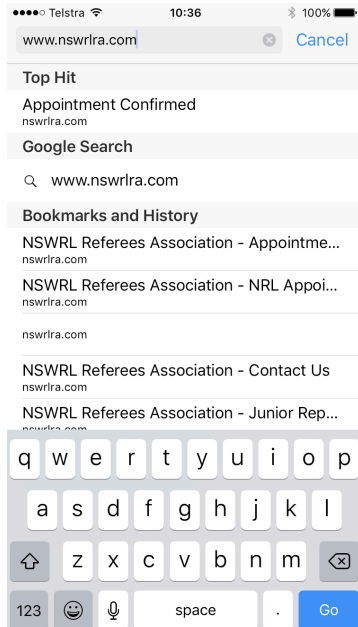 Telstra 10:36 100%
www.nswrlra.com Cancel
Top Hit
Appointment Confirmed
nswrlra.com
Google Search
www.nswrlra.com
Bookmarks and History
NSWRL Referees Association - Appointme...
nswrlra.com
NSWRL Referees Association - NRL Appoi...
nswrlra.com
nswrlra.com
NSWRL Referees Association - Contact Us
nswrlra.com
NSWRL Referees Association - Junior Rep...
nswrlra.com
q w e r t y u i o p
a s d f g h j k l
z x c v b n m
123 space . Go